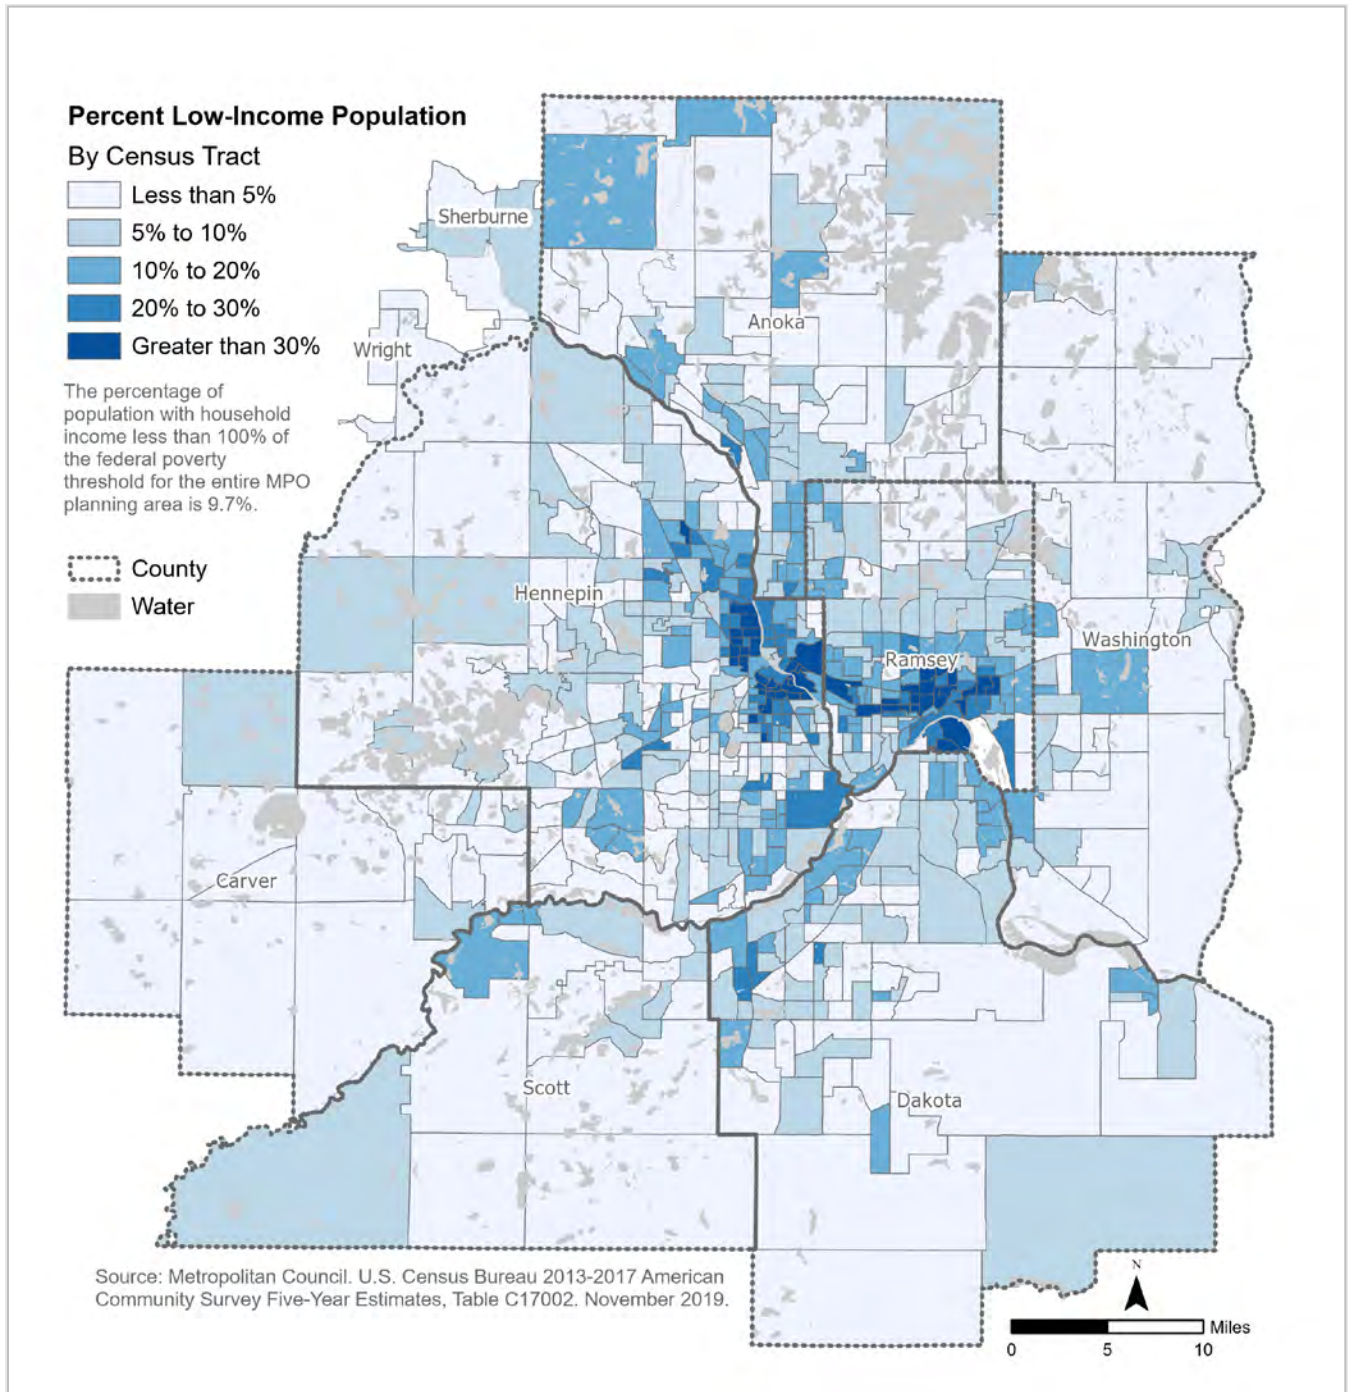 Percent Low-Income Population
By Census Tract
Less than 5%
5% to 10%
10% to 20%
20% to 30%
Greater than 30%
The percentage of
population with household
income less than 100% of
the federal poverty
threshold for the entire MPO
planning area is 9.7%.
County
Water
Sherburne
Anoka
Wright
Hennepin
Washington
Ramsey
Carver
Scott
Dakota
Source: Metropolitan Council. U.S. Census Bureau 2013-2017 American
Community Survey Five-Year Estimates, Table C17002. November 2019.
N
Miles
0 5 10